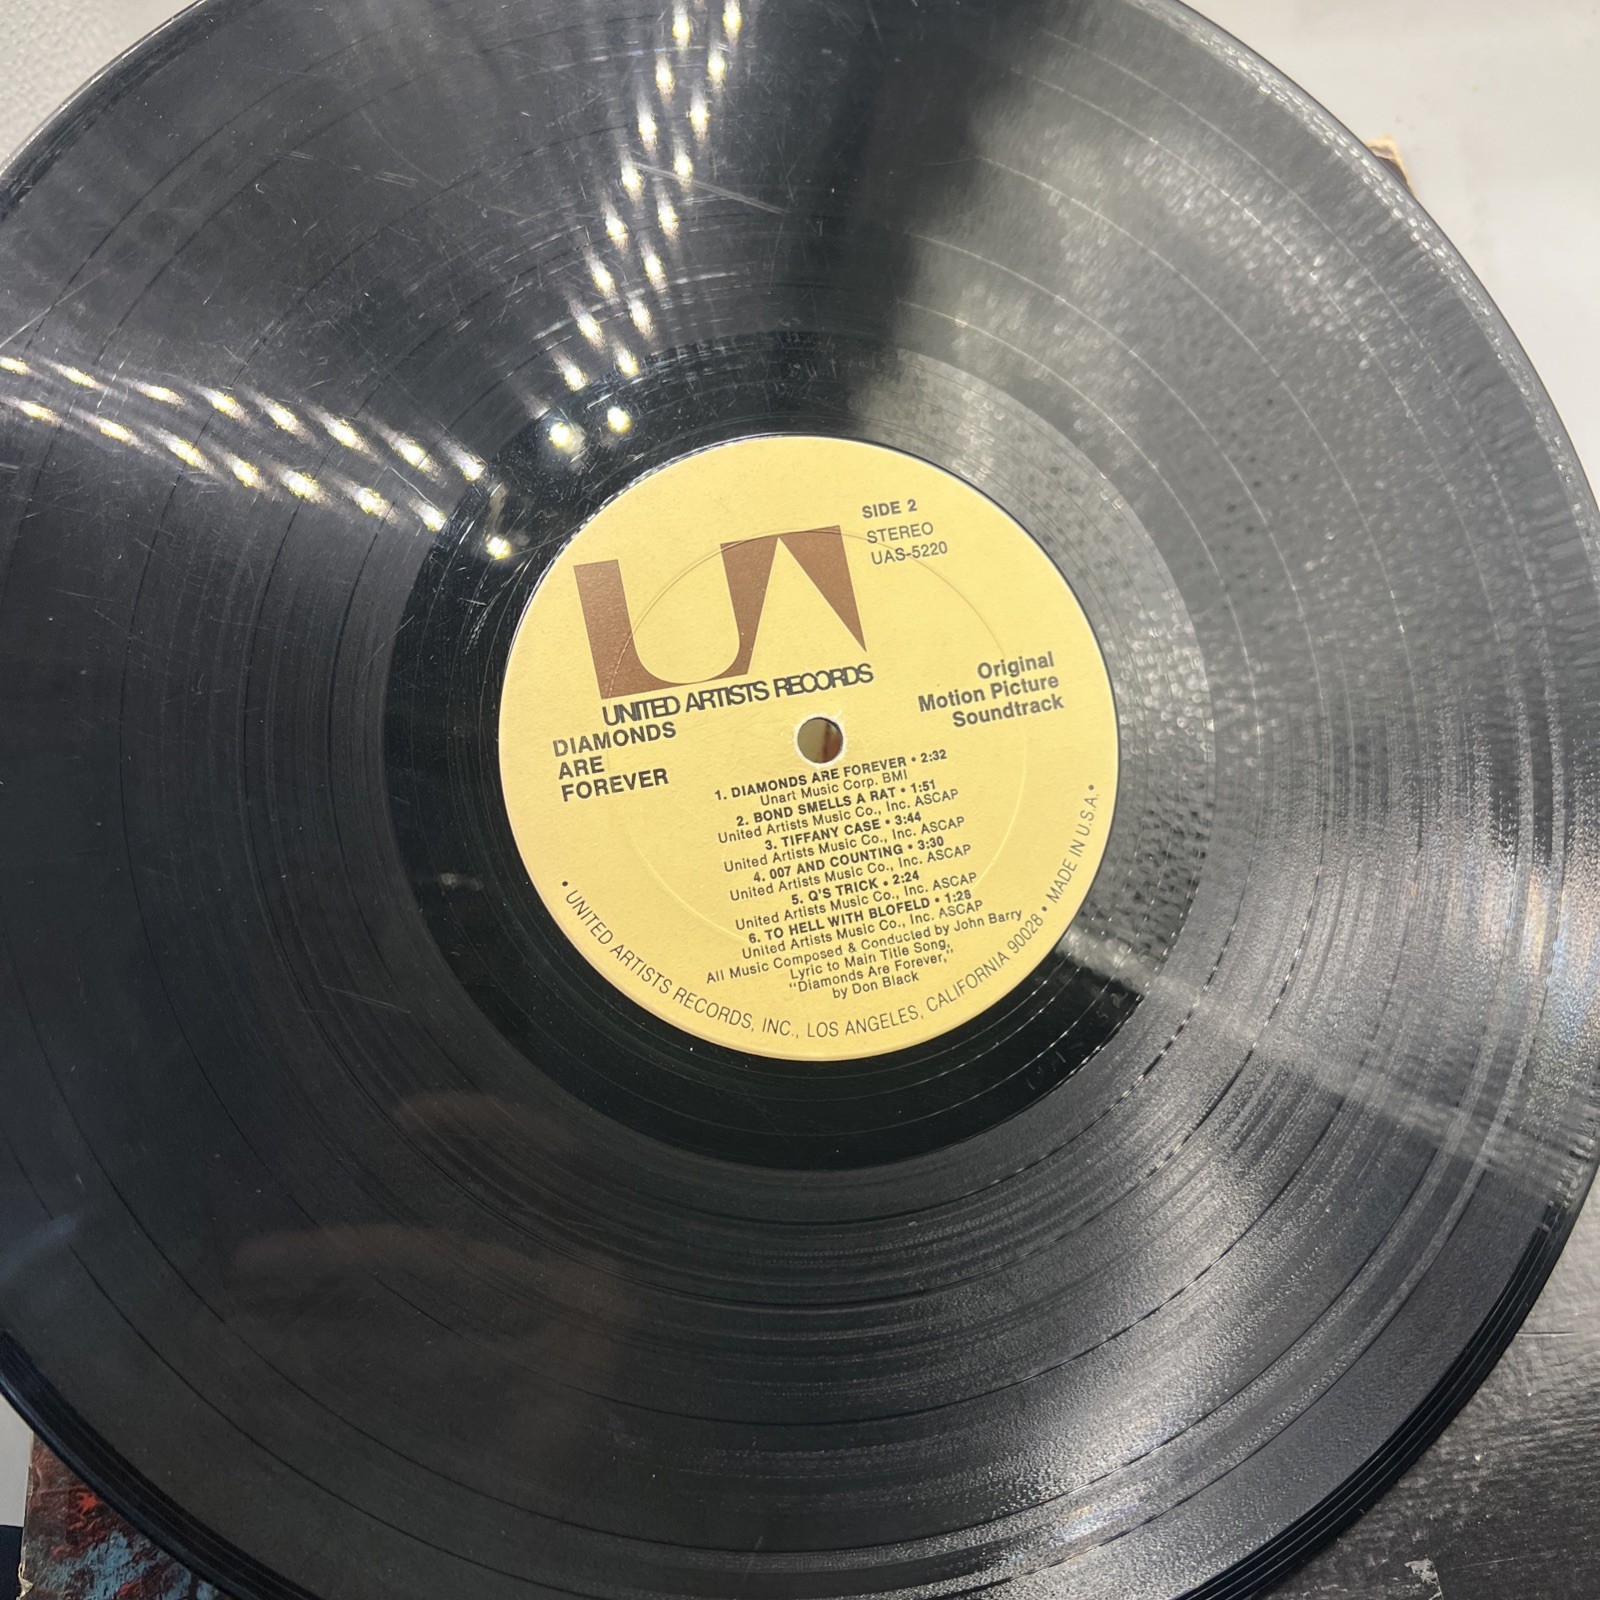 SIDE 2
STEREO
UAS-5220
UA
UNITED ARTISTS RECORDS
DIAMONDS
ARE
FOREVER
Original
Motion Picture
Soundtrack
1. DIAMONDS ARE FOREVER • 2:32
Unart Music Corp. BMI
2. BOND SMELLS A RAT • 1:51
United Artists Music Co., Inc. ASCAP
3. TIFFANY CASE • 3:44
United Artists Music Co., Inc. ASCAP
4. 007 AND COUNTING • 3:30
United Artists Music Co., Inc. ASCAP
5. Q'S TRICK • 2:24
United Artists Music Co., Inc. ASCAP
6. TO HELL WITH BLOFELD • 1:28
United Artists Music Co., Inc. ASCAP
All Music Composed & Conducted by John Barry
Lyric to Main Title Song,
"Diamonds Are Forever,"
by Don Black
• UNITED ARTISTS RECORDS, INC., LOS ANGELES, CALIFORNIA 90028 • MADE IN U.S.A. •